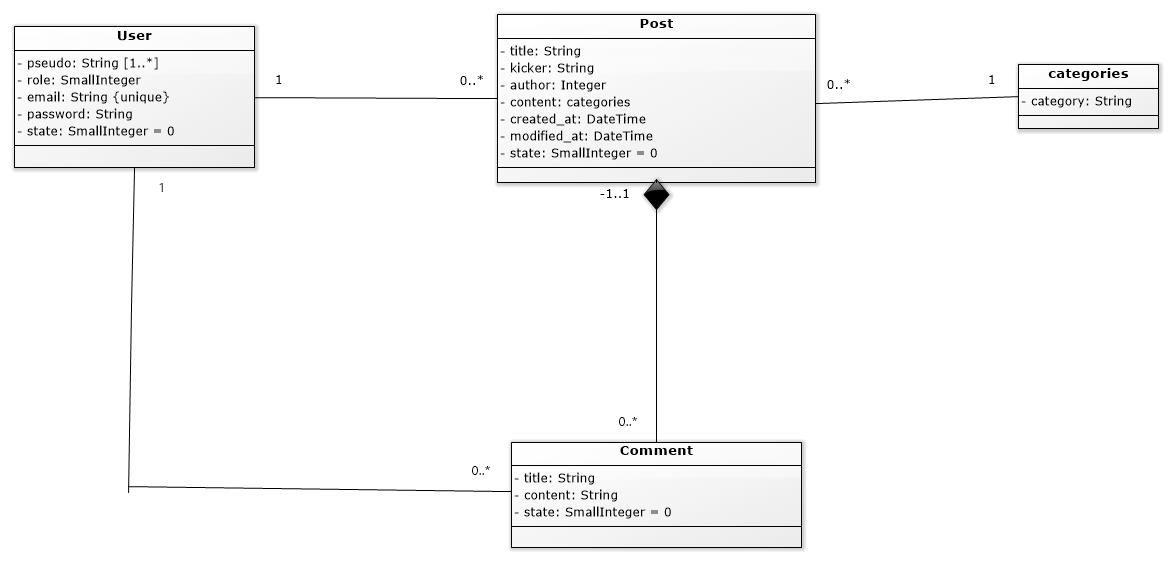 User
- pseudo: String [1..*]
- role: SmallInteger
- email: String {unique}
- password: String
- state: SmallInteger = 0
1
0..*
Post
- title: String
- kicker: String
- author: Integer
- content: categories
- created_at: DateTime
- modified_at: DateTime
- state: SmallInteger = 0
0..*
1
categories
- category: String
1
-1..1
0..*
0..*
Comment
- title: String
- content: String
- state: SmallInteger = 0